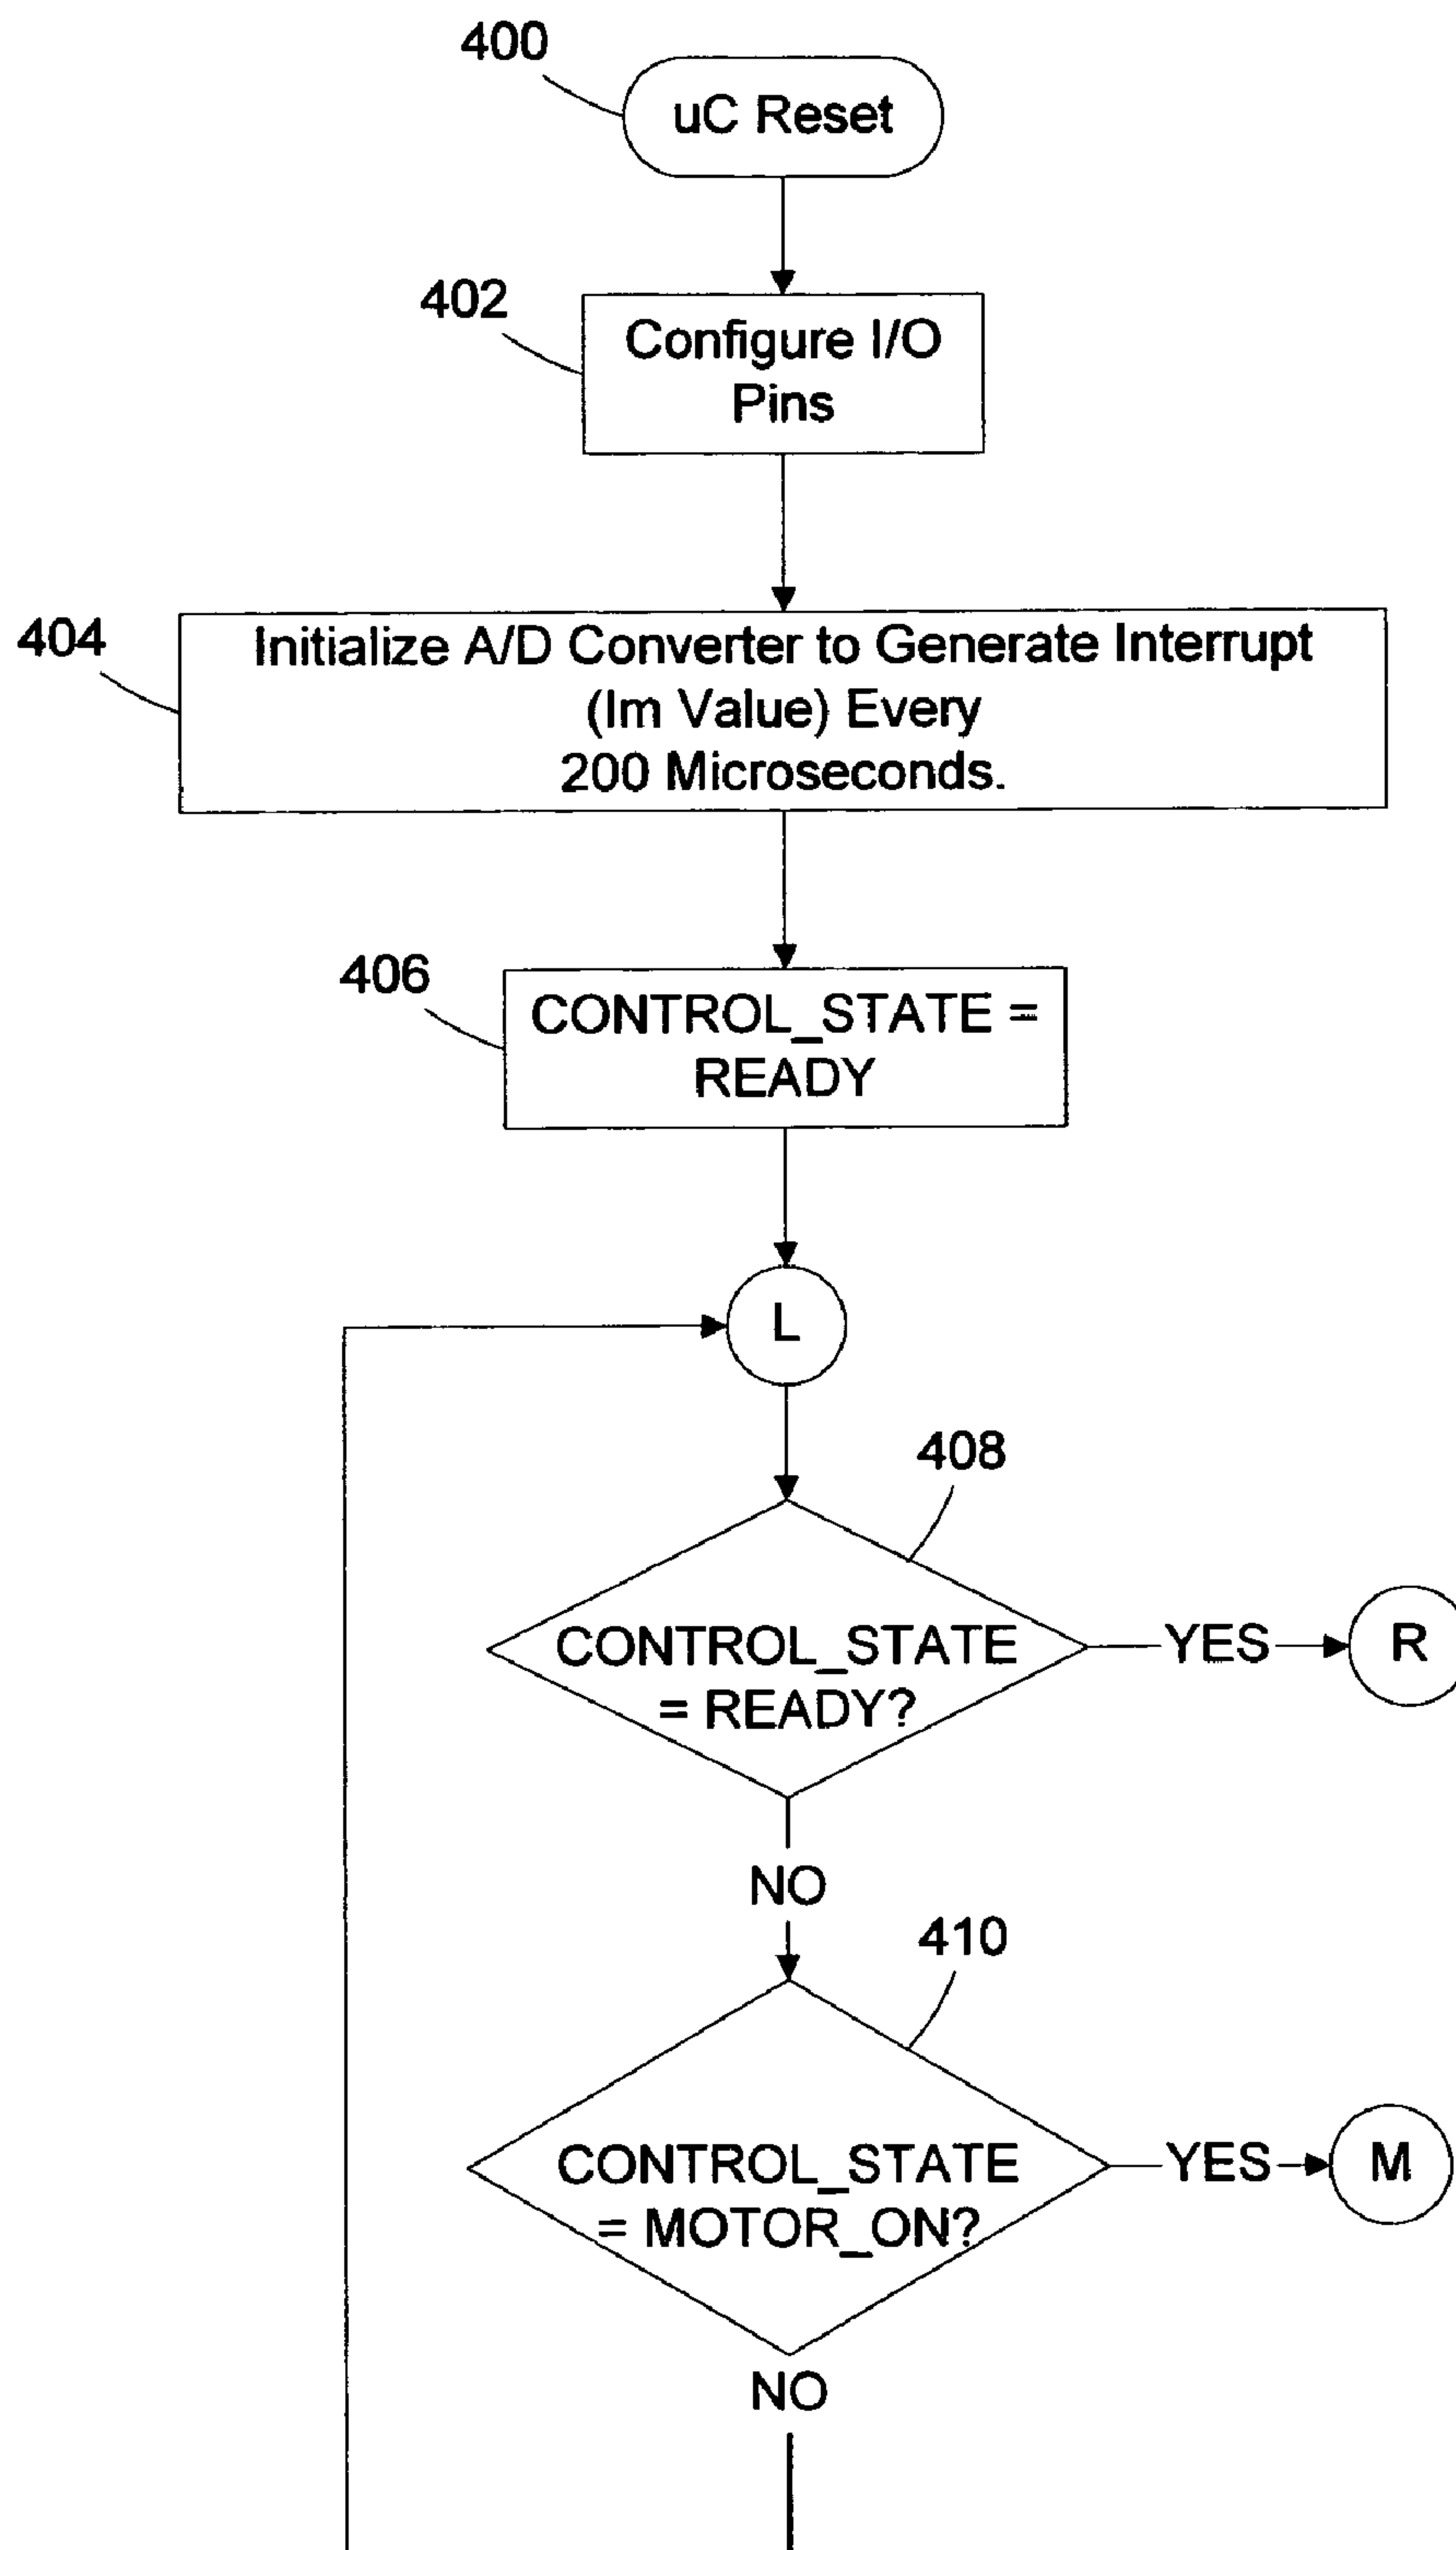 400
uC Reset
402
Configure I/O
Pins
404
Initialize A/D Converter to Generate Interrupt
(Im Value) Every
200 Microseconds.
406
CONTROL_STATE =
READY
L
408
CONTROL_STATE
= READY?
YES
R
NO
410
CONTROL_STATE
= MOTOR_ON?
YES
M
NO